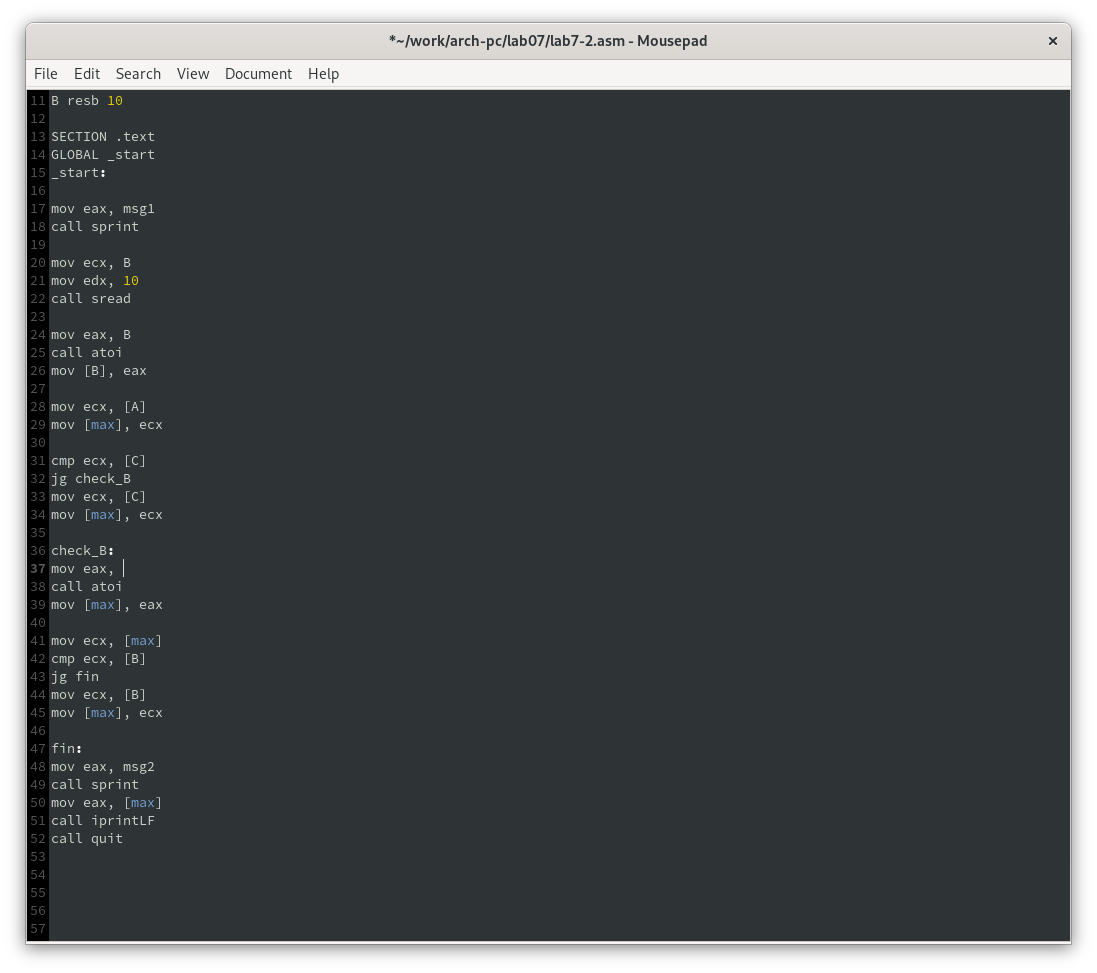 *~/work/arch-pc/lab07/lab7-2.asm - Mousepad
×
File Edit Search View Document Help
11 B resb 10
12
13 SECTION .text
14 GLOBAL _start
15 _start:
16
17 mov eax, msg1
18 call sprint
19
20 mov ecx, B
21 mov edx, 10
22 call sread
23
24 mov eax, B
25 call atoi
26 mov [B], eax
27
28 mov ecx, [A]
29 mov [max], ecx
30
31 cmp ecx, [C]
32 jg check_B
33 mov ecx, [C]
34 mov [max], ecx
35
36 check_B:
37 mov eax,
38 call atoi
39 mov [max], eax
40
41 mov ecx, [max]
42 cmp ecx, [B]
43 jg fin
44 mov ecx, [B]
45 mov [max], ecx
46
47 fin:
48 mov eax, msg2
49 call sprint
50 mov eax, [max]
51 call iprintLF
52 call quit
53
54
55
56
57